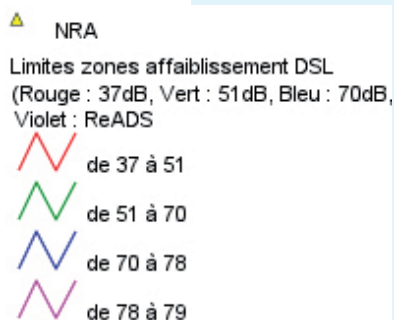 NRA
Limites zones affaiblissement DSL
(Rouge : 37dB, Vert : 51dB, Bleu : 70dB,
Violet : ReADS
de 37 à 51
de 51 à 70
de 70 à 78
de 78 à 79